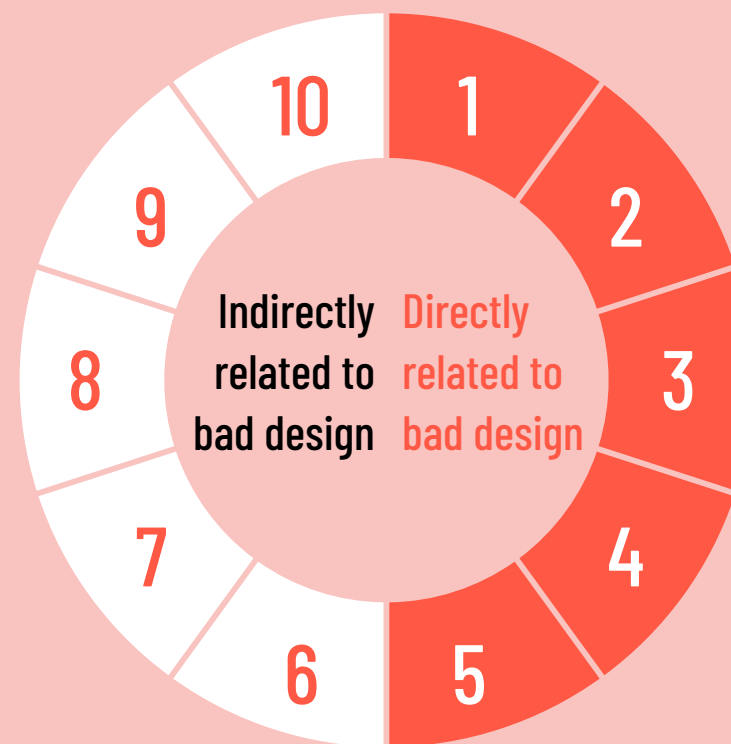 10
1
9
2
Indirectly
related to
bad design
Directly
related to
bad design
8
3
7
4
6
5